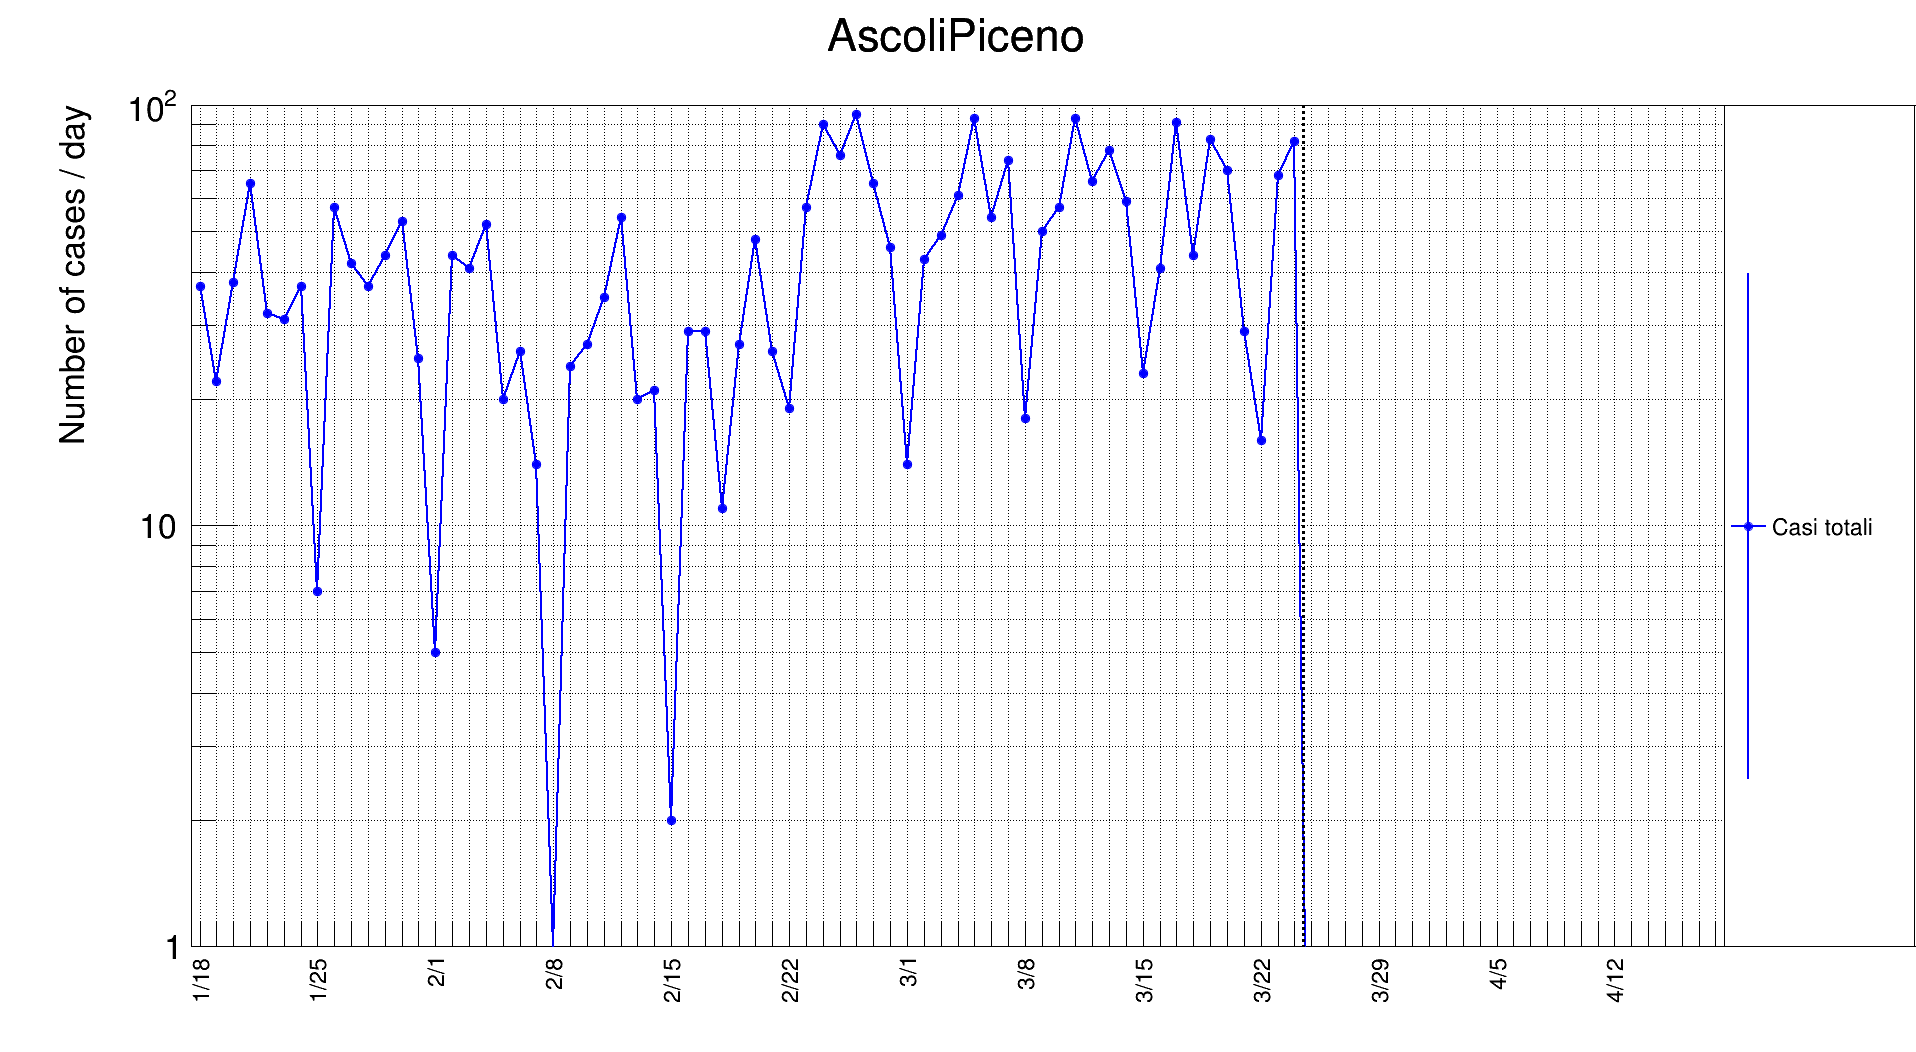 AscoliPiceno
Number of cases / day
10²
10
1
1/18 1/25 2/1 2/8 2/15 2/22 3/1 3/8 3/15 3/22 3/29 4/5 4/12
Casi totali